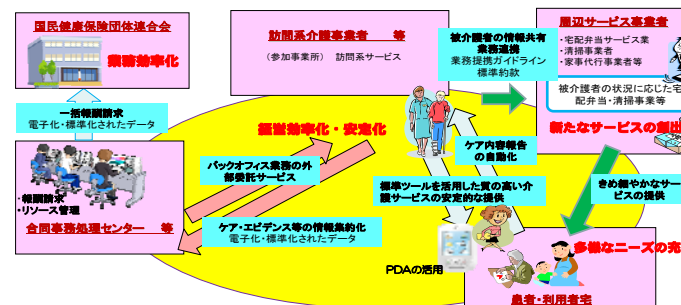 国民健康保険団体連合会
業務効率化
一括報酬請求
電子化・標準化されたデータ
・報酬請求
・リソース管理
合同事務処理センター　等
訪問系介護事業者　等
（参加事業所）　訪問系サービス
経営効率化・安定化
バックオフィス業務の外
部委託サービス
ケア・エビデンス等の情報集約化
電子化・標準化されたデータ
被介護者の情報共有
業務連携
業務提携ガイドライン
標準約款
ケア内容報告
の自動化
標準ツールを活用した質の高い介
護サービスの安定的な提供
PDAの活用
周辺サービス事業者
・宅配弁当サービス業
・清掃事業者
・家事代行事業者等
被介護者の状況に応じた宅
配弁当・清掃事業等
新たなサービスの創出
きめ細やかなサー
ビスの提供
多様なニーズの充
患者・利用者宅